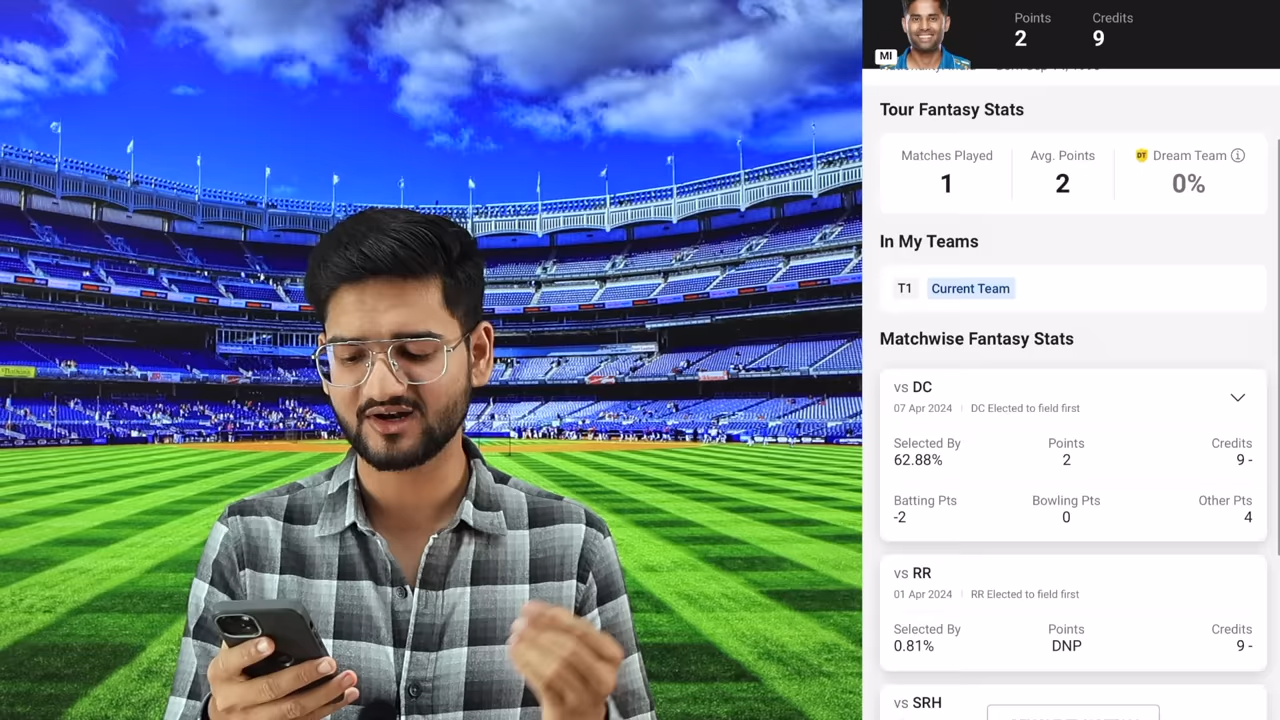 Points
Credits
2
9
MI
Tour Fantasy Stats
Matches Played
Avg. Points
DT Dream Team
1
2
0%
In My Teams
T1
Current Team
Matchwise Fantasy Stats
vs DC
07 Apr 2024
DC Elected to field first
Selected By
Points
Credits
62.88%
2
9 -
Batting Pts
Bowling Pts
Other Pts
-2
0
4
vs RR
01 Apr 2024
RR Elected to field first
Selected By
Points
Credits
0.81%
DNP
9 -
vs SRH